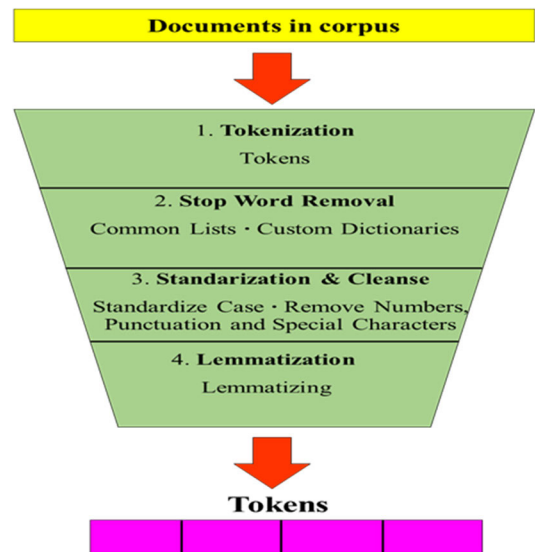 Documents in corpus
1. Tokenization
Tokens
2. Stop Word Removal
Common Lists · Custom Dictionaries
3. Standarization & Cleanse
Standardize Case · Remove Numbers,
Punctuation and Special Characters
4. Lemmatization
Lemmatizing
Tokens